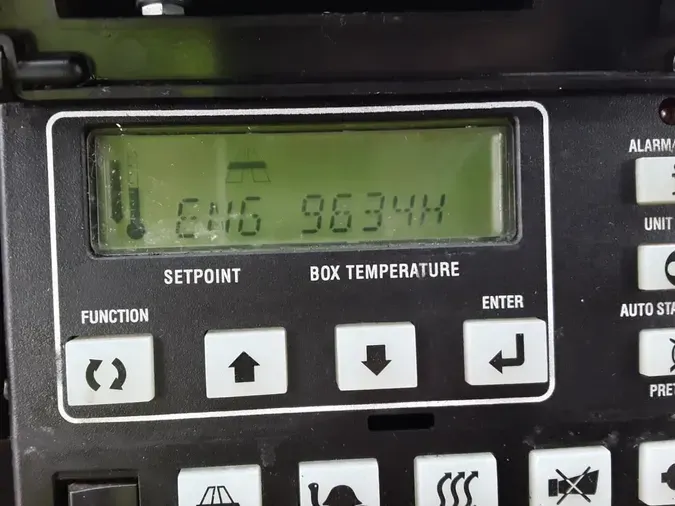 ENG 9634H
SETPOINT
BOX TEMPERATURE
FUNCTION
ENTER
ALARM/
UNIT
AUTO STA
PRET